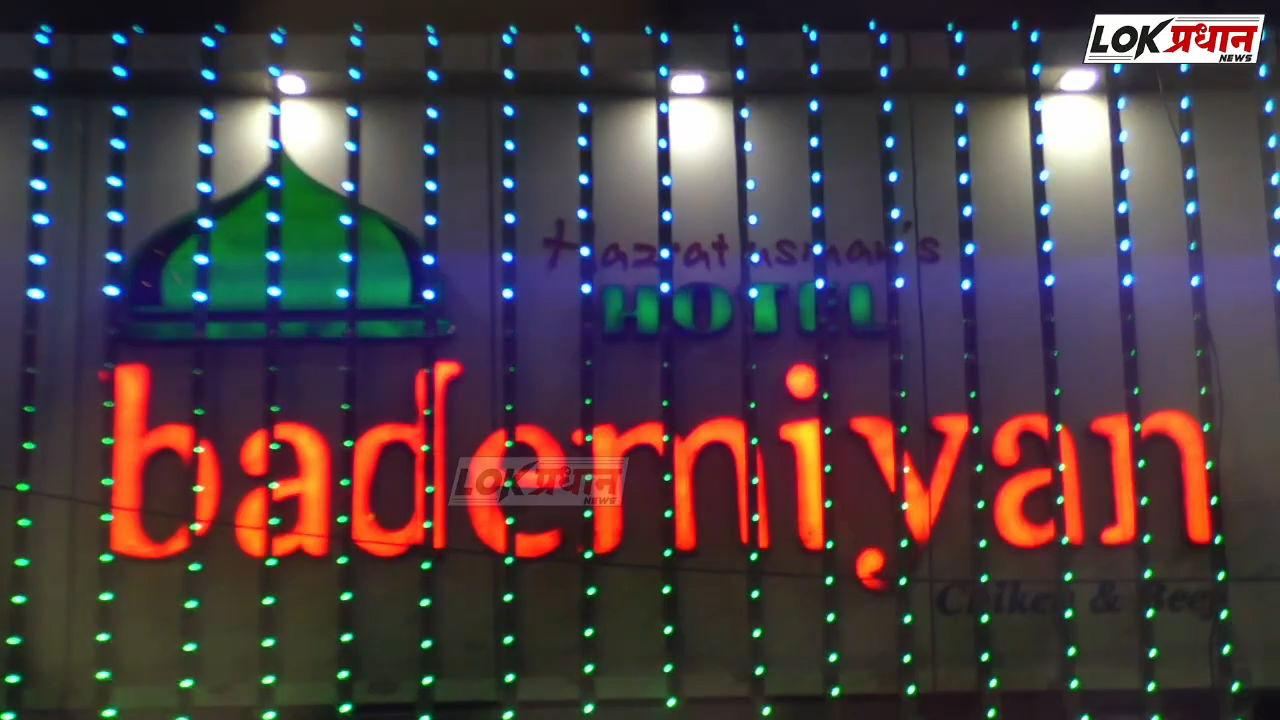 LOK प्रधान
NEWS
Hazrat usman's
HOTEL
baderniyan
LOK प्रधान
NEWS
Chiken & Beef